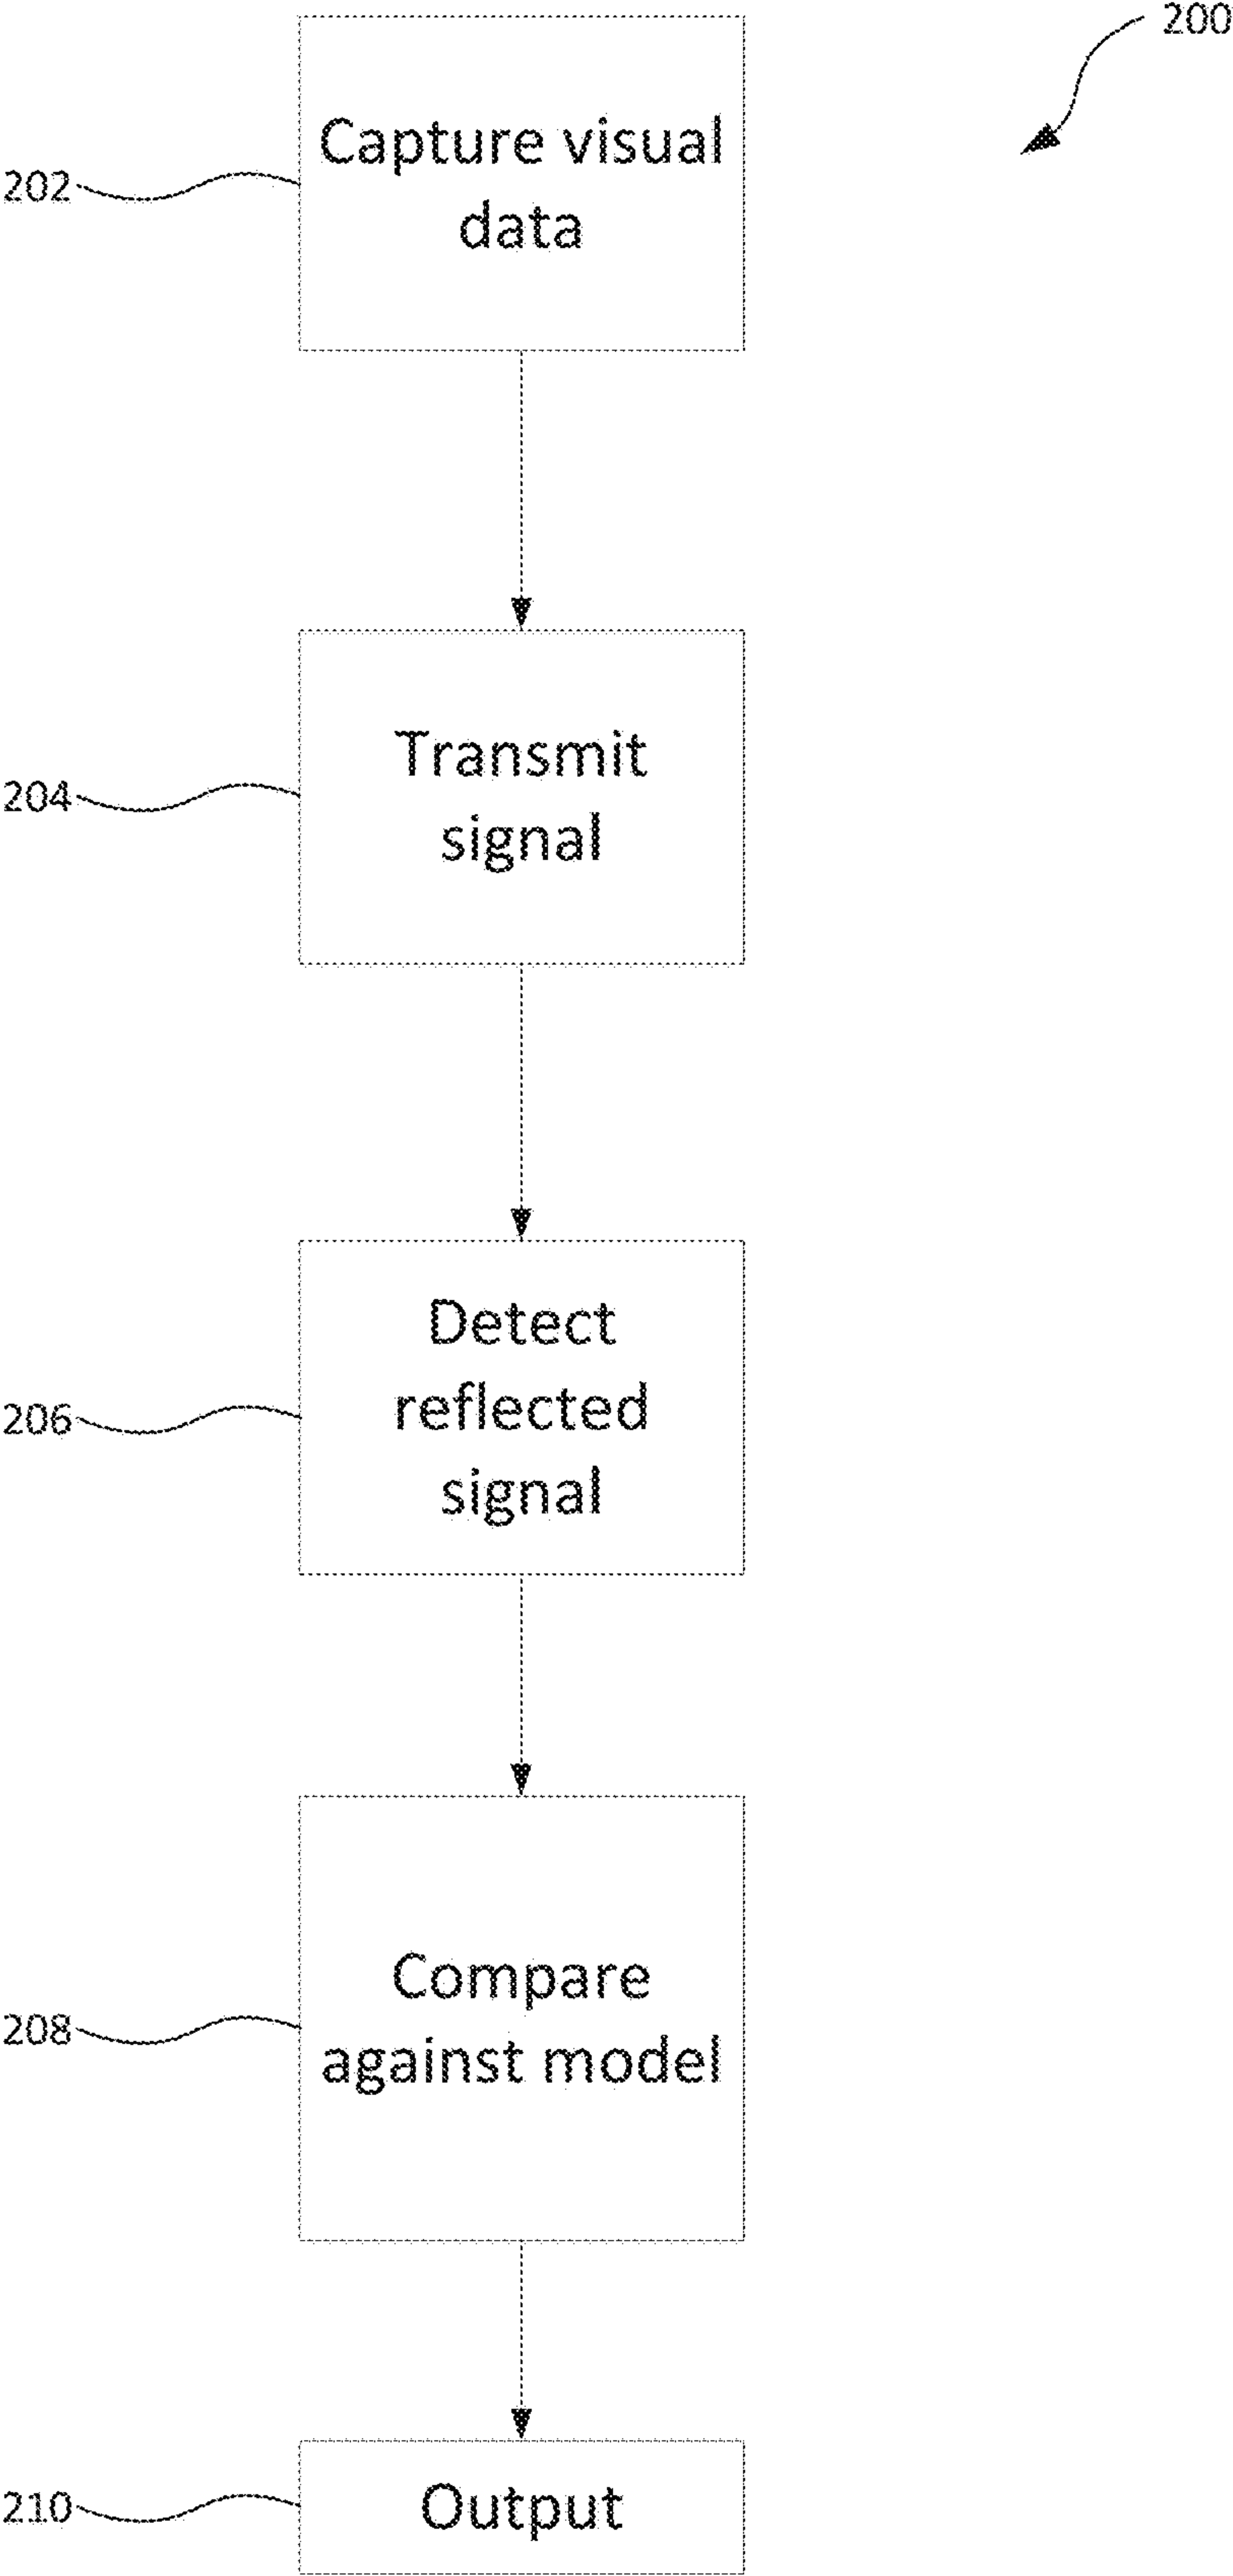 200
202
Capture visual
data
204
Transmit
signal
206
Detect
reflected
signal
208
Compare
against model
210
Output